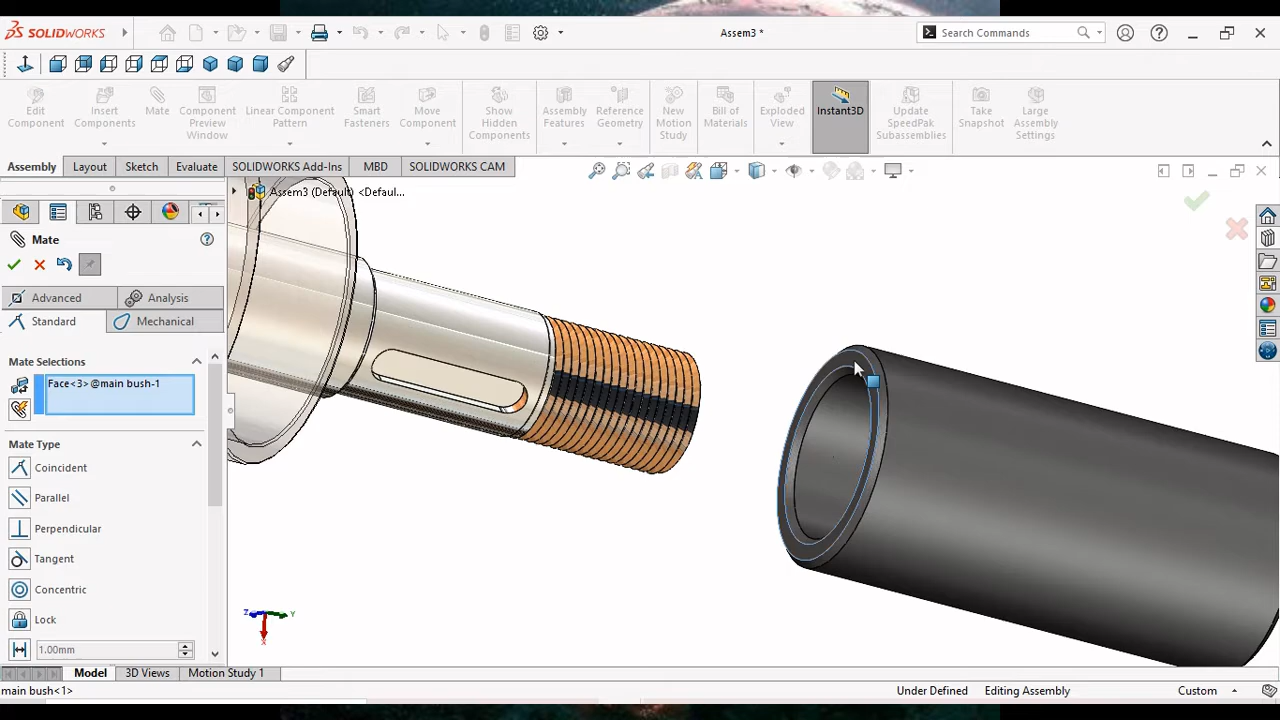 SOLIDWORKS
Assem3 *
Search Commands
Edit Component
Insert Components
Mate
Component Preview Window
Linear Component Pattern
Smart Fasteners
Move Component
Show Hidden Components
Assembly Features
Reference Geometry
New Motion Study
Bill of Materials
Exploded View
Instant3D
Update SpeedPak Subassemblies
Take Snapshot
Large Assembly Settings
Assembly
Layout
Sketch
Evaluate
SOLIDWORKS Add-Ins
MBD
SOLIDWORKS CAM
Assem3 (Default) <Defaul...
Mate
Advanced
Analysis
Standard
Mechanical
Mate Selections
Face<3>@main bush-1
Mate Type
Coincident
Parallel
Perpendicular
Tangent
Concentric
Lock
1.00mm
Z
Y
X
Model
3D Views
Motion Study 1
main bush<1>
Under Defined
Editing Assembly
Custom